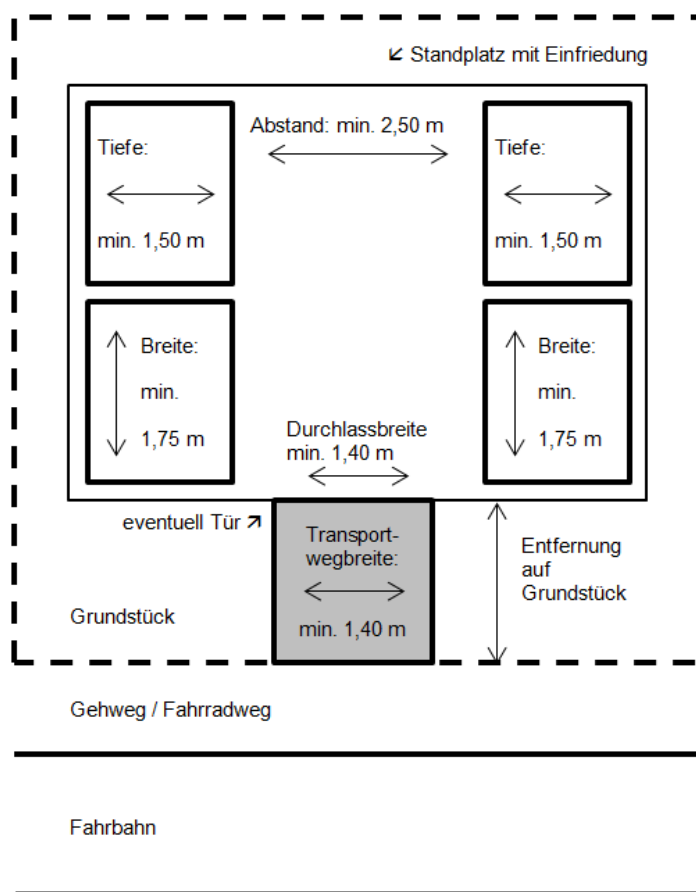 ↙ Standplatz mit Einfriedung
Abstand: min. 2,50 m
Tiefe:
min. 1,50 m
Tiefe:
min. 1,50 m
Breite:
min.
1,75 m
Breite:
min.
1,75 m
Durchlassbreite
min. 1,40 m
eventuell Tür ↗
Transport-
wegbreite:
min. 1,40 m
Entfernung
auf
Grundstück
Grundstück
Gehweg / Fahrradweg
Fahrbahn